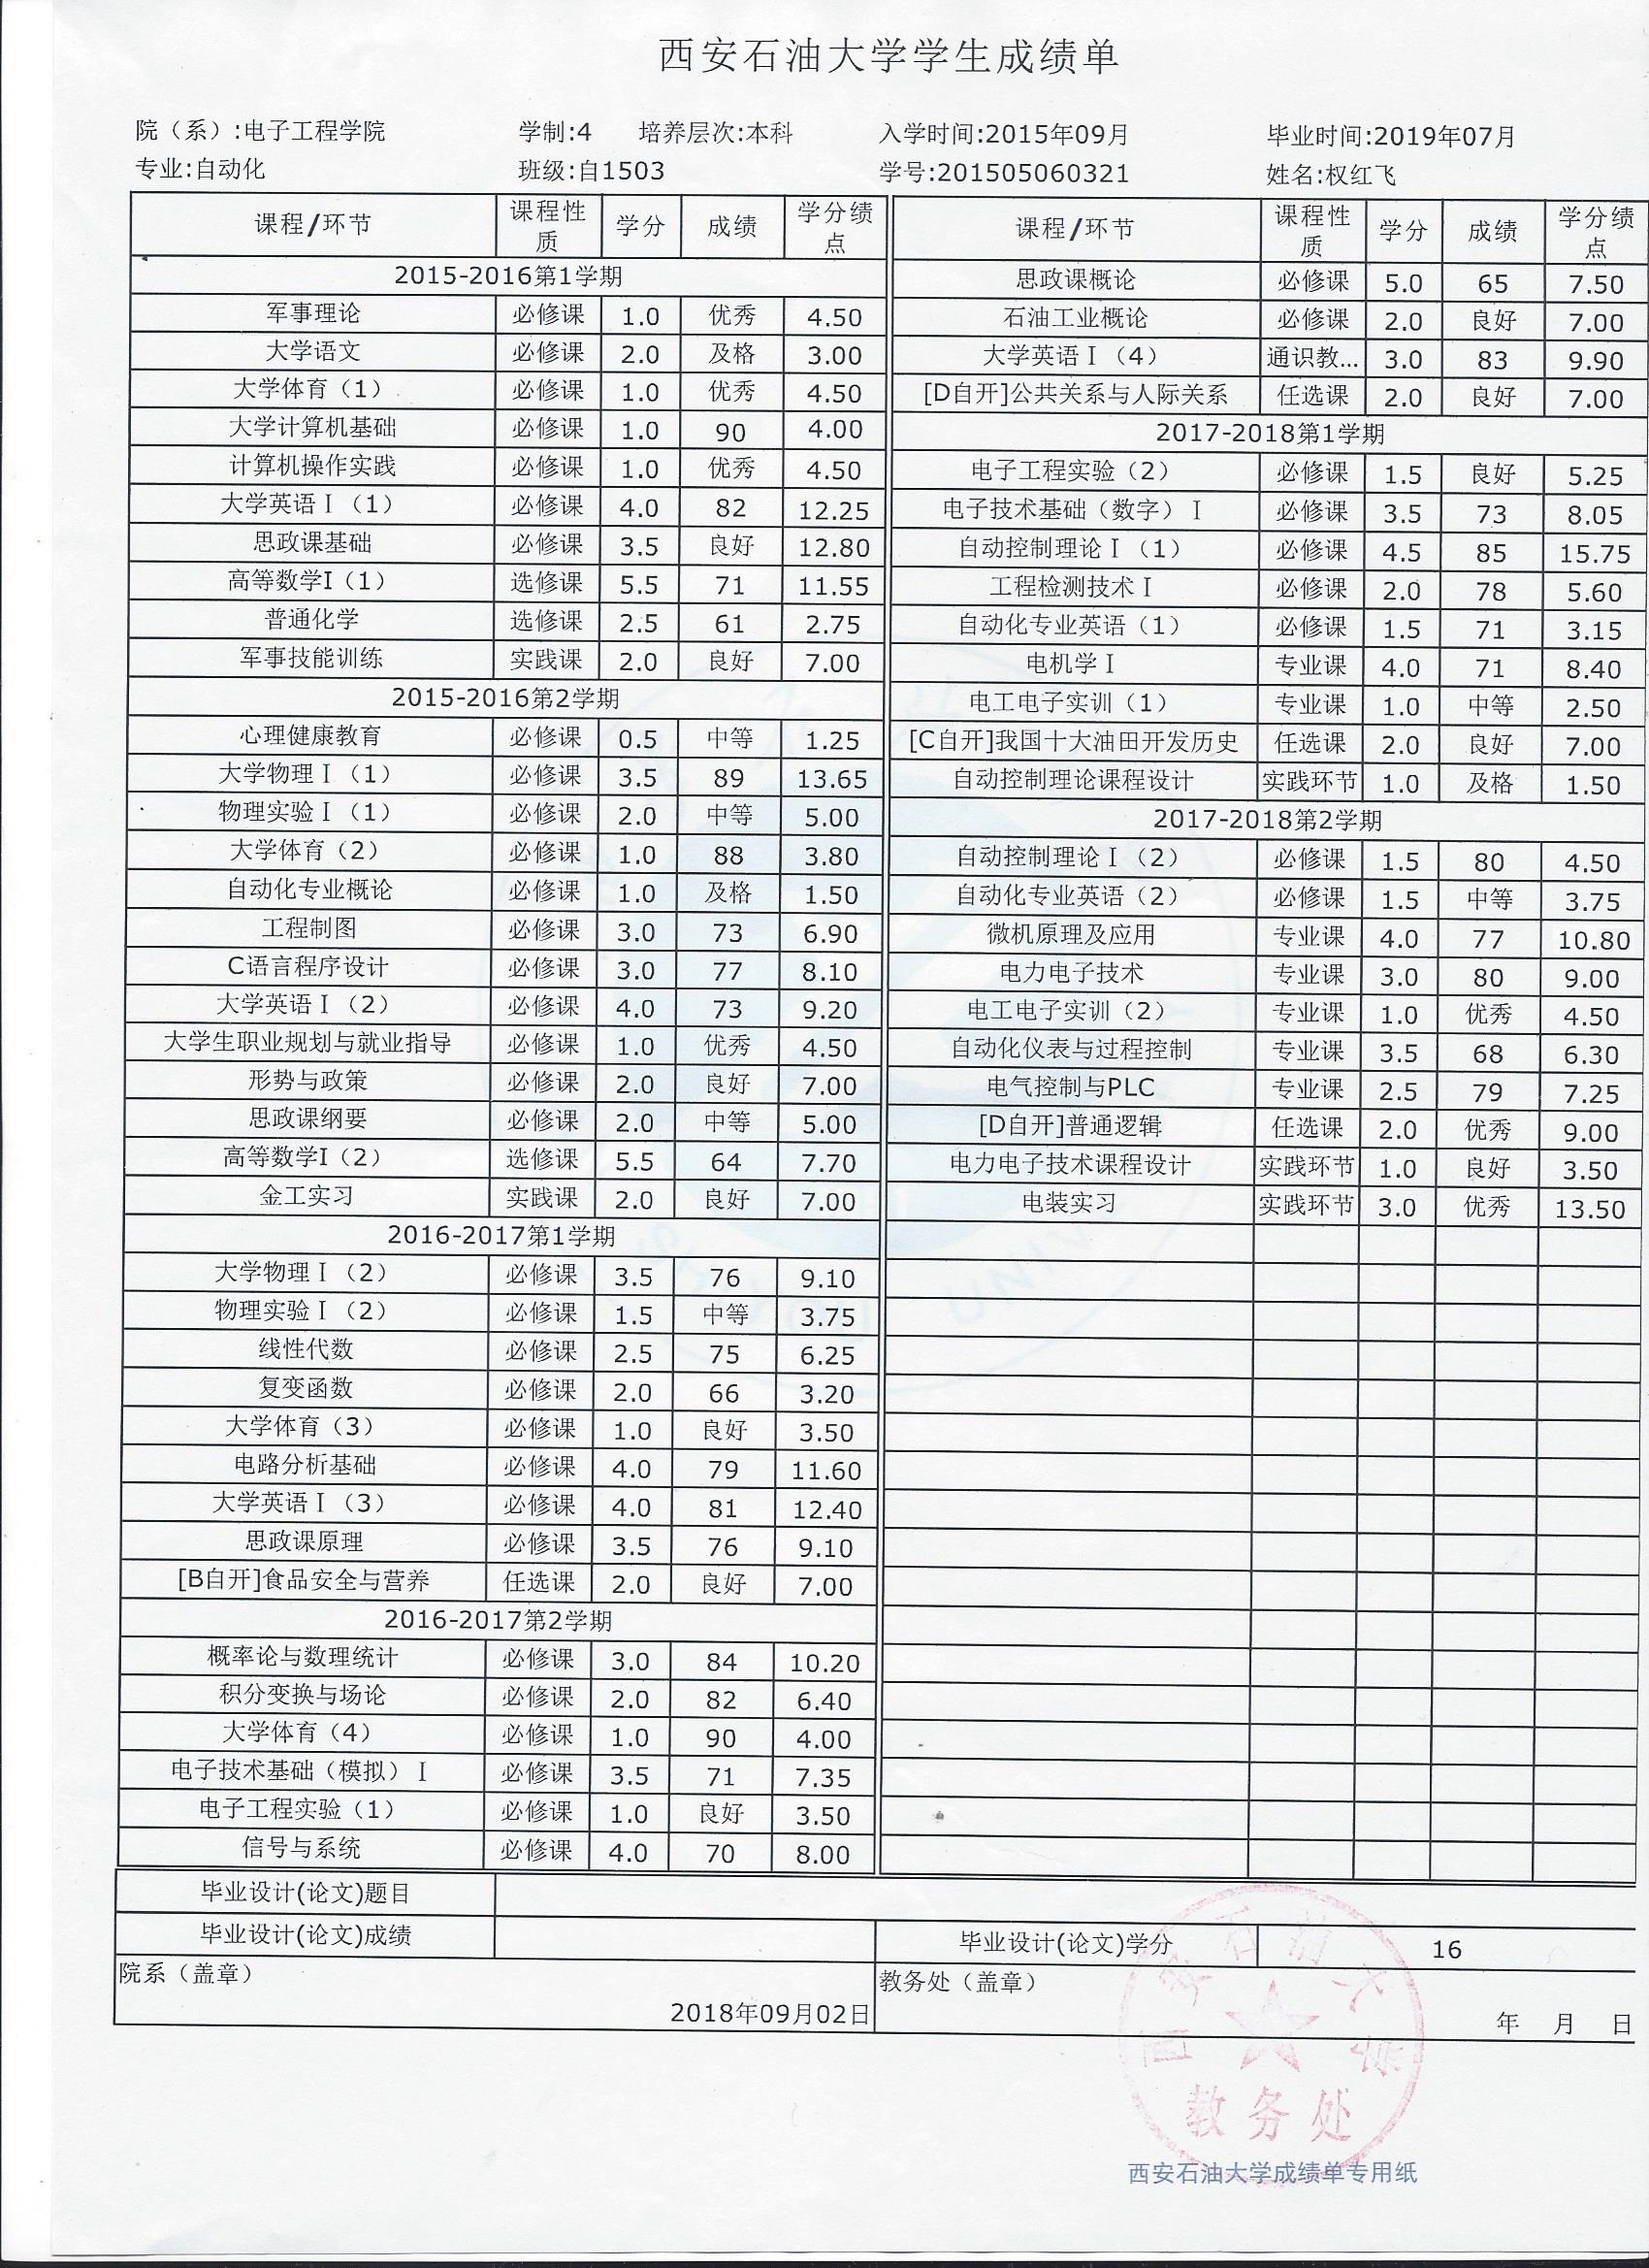 西安石油大学学生成绩单
院（系）:电子工程学院 学制:4 培养层次:本科 入学时间:2015年09月 毕业时间:2019年07月
专业:自动化 班级:自1503 学号:201505060321 姓名:权红飞
课程/环节 课程性质 学分 成绩 学分绩点
2015-2016第1学期
军事理论 必修课 1.0 优秀 4.50
大学语文 必修课 2.0 及格 3.00
大学体育（1） 必修课 1.0 优秀 4.50
大学计算机基础 必修课 1.0 90 4.00
计算机操作实践 必修课 1.0 优秀 4.50
大学英语Ⅰ（1） 必修课 4.0 82 12.25
思政课基础 必修课 3.5 良好 12.80
高等数学I（1） 选修课 5.5 71 11.55
普通化学 选修课 2.5 61 2.75
军事技能训练 实践课 2.0 良好 7.00
2015-2016第2学期
心理健康教育 必修课 0.5 中等 1.25
大学物理Ⅰ（1） 必修课 3.5 89 13.65
物理实验Ⅰ（1） 必修课 2.0 中等 5.00
大学体育（2） 必修课 1.0 88 3.80
自动化专业概论 必修课 1.0 及格 1.50
工程制图 必修课 3.0 73 6.90
C语言程序设计 必修课 3.0 77 8.10
大学英语Ⅰ（2） 必修课 4.0 73 9.20
大学生职业规划与就业指导 必修课 1.0 优秀 4.50
形势与政策 必修课 2.0 良好 7.00
思政课纲要 必修课 2.0 中等 5.00
高等数学I（2） 选修课 5.5 64 7.70
金工实习 实践课 2.0 良好 7.00
2016-2017第1学期
大学物理Ⅰ（2） 必修课 3.5 76 9.10
物理实验Ⅰ（2） 必修课 1.5 中等 3.75
线性代数 必修课 2.5 75 6.25
复变函数 必修课 2.0 66 3.20
大学体育（3） 必修课 1.0 良好 3.50
电路分析基础 必修课 4.0 79 11.60
大学英语Ⅰ（3） 必修课 4.0 81 12.40
思政课原理 必修课 3.5 76 9.10
[B自开]食品安全与营养 任选课 2.0 良好 7.00
2016-2017第2学期
概率论与数理统计 必修课 3.0 84 10.20
积分变换与场论 必修课 2.0 82 6.40
大学体育（4） 必修课 1.0 90 4.00
电子技术基础（模拟）Ⅰ 必修课 3.5 71 7.35
电子工程实验（1） 必修课 1.0 良好 3.50
信号与系统 必修课 4.0 70 8.00
课程/环节 课程性质 学分 成绩 学分绩点
思政课概论 必修课 5.0 65 7.50
石油工业概论 必修课 2.0 良好 7.00
大学英语Ⅰ（4） 通识教... 3.0 83 9.90
[D自开]公共关系与人际关系 任选课 2.0 良好 7.00
2017-2018第1学期
电子工程实验（2） 必修课 1.5 良好 5.25
电子技术基础（数字）Ⅰ 必修课 3.5 73 8.05
自动控制理论Ⅰ（1） 必修课 4.5 85 15.75
工程检测技术Ⅰ 必修课 2.0 78 5.60
自动化专业英语（1） 必修课 1.5 71 3.15
电机学Ⅰ 专业课 4.0 71 8.40
电工电子实训（1） 专业课 1.0 中等 2.50
[C自开]我国十大油田开发历史 任选课 2.0 良好 7.00
自动控制理论课程设计 实践环节 1.0 及格 1.50
2017-2018第2学期
自动控制理论Ⅰ（2） 必修课 1.5 80 4.50
自动化专业英语（2） 必修课 1.5 中等 3.75
微机原理及应用 专业课 4.0 77 10.80
电力电子技术 专业课 3.0 80 9.00
电工电子实训（2） 专业课 1.0 优秀 4.50
自动化仪表与过程控制 专业课 3.5 68 6.30
电气控制与PLC 专业课 2.5 79 7.25
[D自开]普通逻辑 任选课 2.0 优秀 9.00
电力电子技术课程设计 实践环节 1.0 良好 3.50
电装实习 实践环节 3.0 优秀 13.50
毕业设计(论文)题目
毕业设计(论文)成绩 毕业设计(论文)学分 16
院系（盖章） 教务处（盖章）
2018年09月02日 年 月 日
西安石油大学
教务处
西安石油大学成绩单专用纸